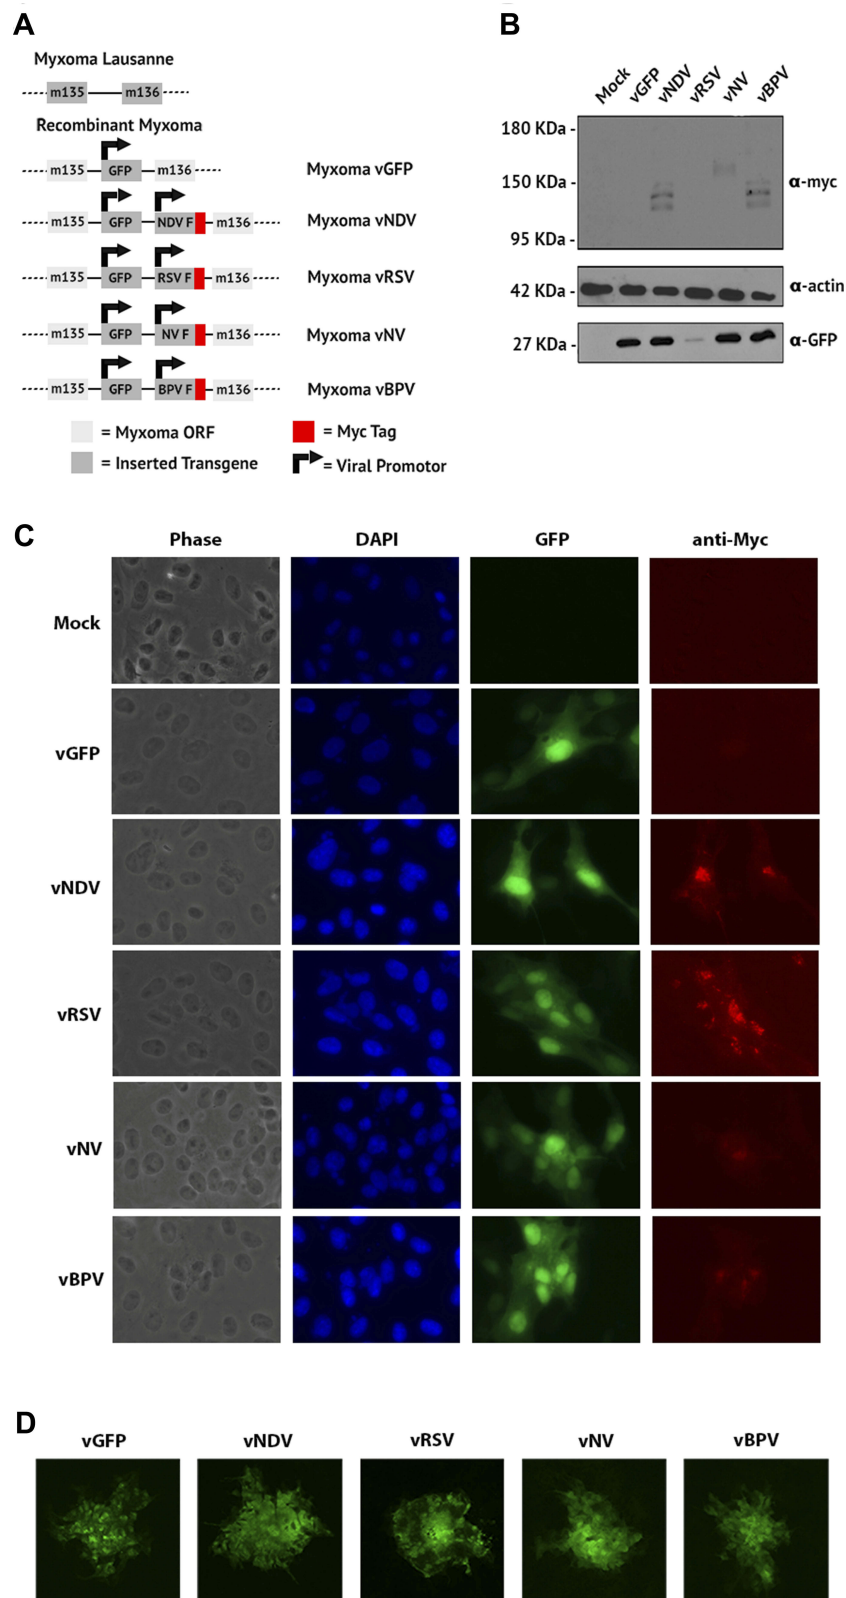 A
Myxoma Lausanne
m135 m136
Recombinant Myxoma
m135 GFP m136 Myxoma vGFP
m135 GFP NDV F m136 Myxoma vNDV
m135 GFP RSV F m136 Myxoma vRSV
m135 GFP NV F m136 Myxoma vNV
m135 GFP BPV F m136 Myxoma vBPV
= Myxoma ORF = Myc Tag
= Inserted Transgene = Viral Promotor
B
Mock vGFP vNDV vRSV vNV vBPV
180 KDa -
150 KDa - α-myc
95 KDa -
42 KDa - α-actin
27 KDa - α-GFP
C
Phase DAPI GFP anti-Myc
Mock
vGFP
vNDV
vRSV
vNV
vBPV
D
vGFP vNDV vRSV vNV vBPV